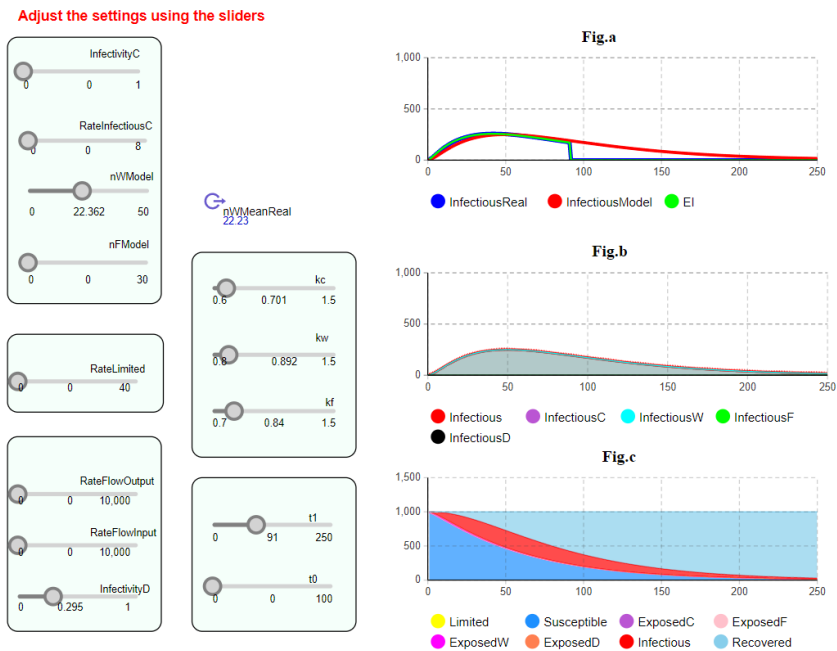 Adjust the settings using the sliders
InfectivityC
0 0 1
RateInfectiousC
0 0 8
nWModel
0 22.362 50
nFModel
0 0 30
RateLimited
0 0 40
RateFlowOutput
0 0 10,000
RateFlowInput
0 0 10,000
InfectivityD
0 0.295 1
nWMeanReal
22.23
kc
0.6 0.701 1.5
kw
0.8 0.892 1.5
kf
0.7 0.84 1.5
t1
0 91 250
t0
0 0 100
Fig.a
1,000
500
0
0 50 100 150 200 250
InfectiousReal InfectiousModel EI
Fig.b
1,000
500
0
0 50 100 150 200 250
Infectious InfectiousC InfectiousW InfectiousF
InfectiousD
Fig.c
1,500
1,000
500
0
0 50 100 150 200 250
Limited Susceptible ExposedC ExposedF
ExposedW ExposedD Infectious Recovered